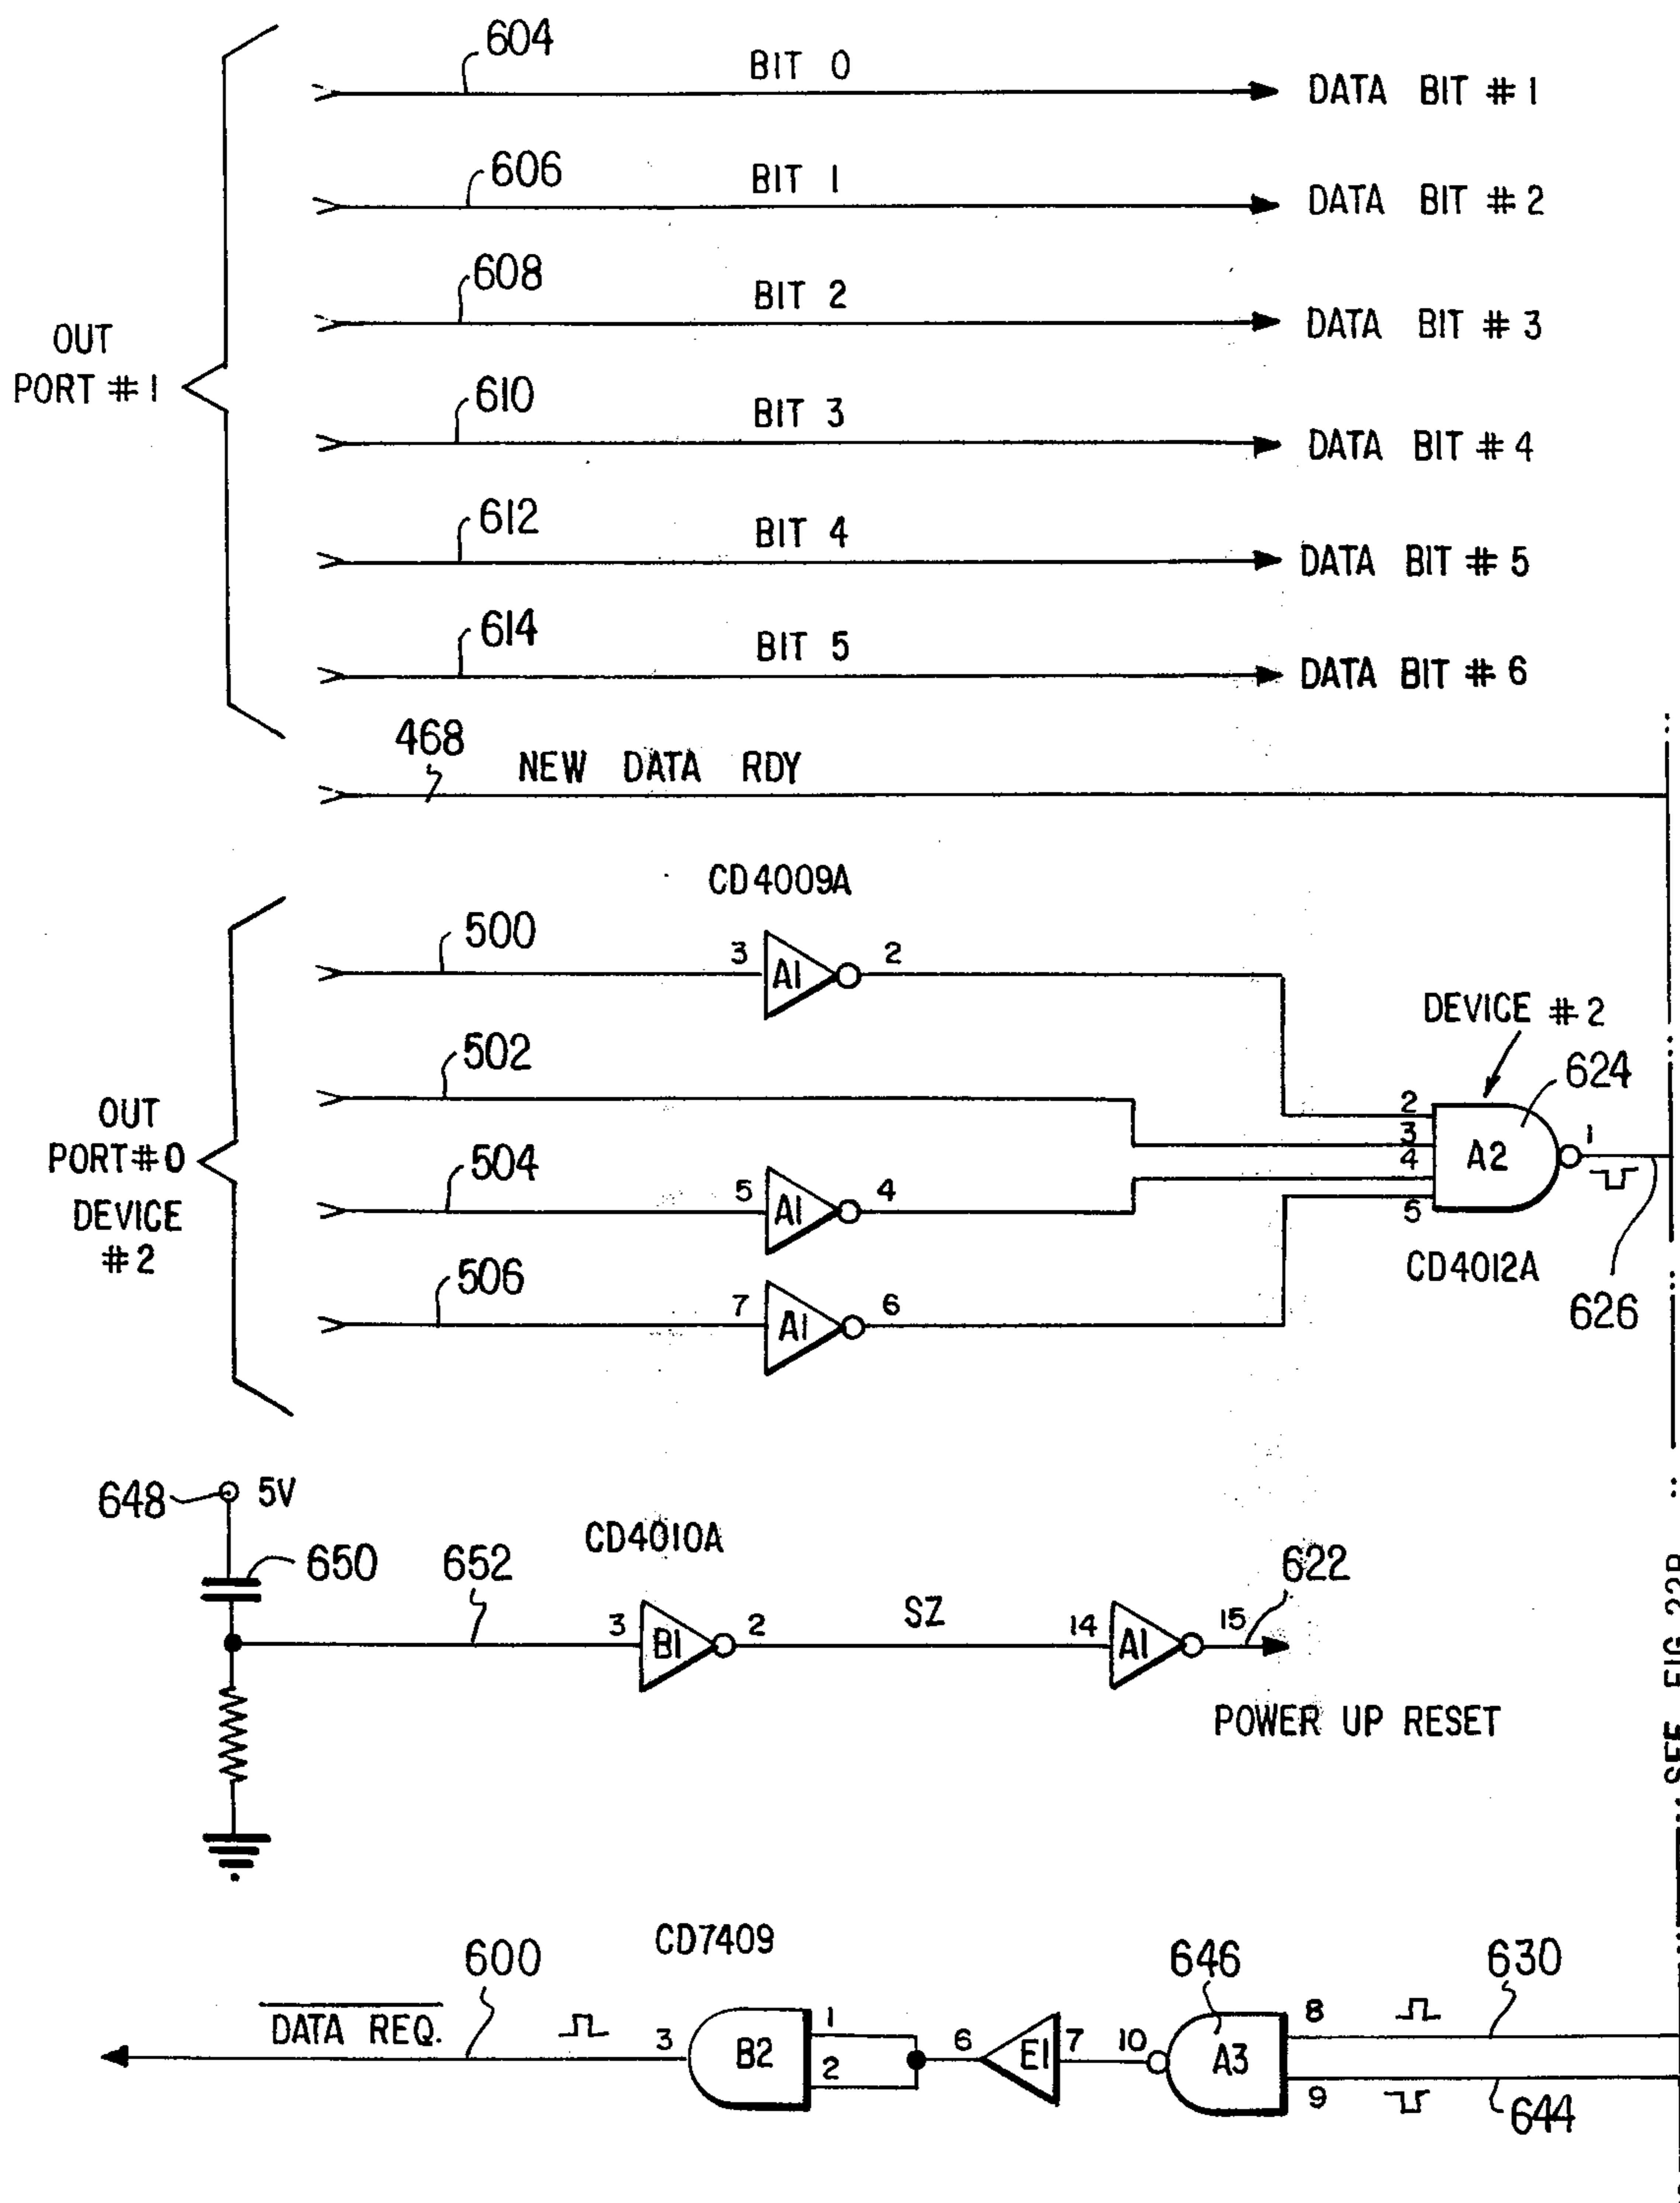 604
BIT 0
DATA BIT #1
606
BIT 1
DATA BIT #2
608
BIT 2
DATA BIT #3
OUT
PORT #1
610
BIT 3
DATA BIT #4
612
BIT 4
DATA BIT #5
614
BIT 5
DATA BIT #6
468
NEW DATA RDY
CD4009A
500
3
A1
2
DEVICE #2
502
624
OUT
PORT#0
DEVICE
#2
2
3
4
5
A2
1
504
5
A1
4
CD4012A
626
506
7
A1
6
648
5V
CD4010A
650
652
3
B1
2
SZ
14
A1
15
622
POWER UP RESET
SEE FIG 22B
CD7409
600
DATA REQ.
3
B2
1
2
6
E1
7
10
646
A3
8
630
9
644